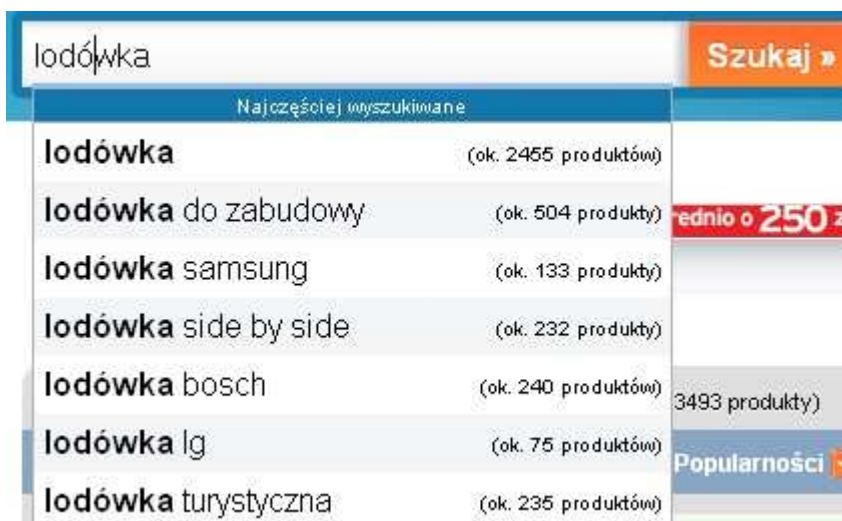 lodówka
Szukaj »
Najczęściej wyszukiwane
lodówka (ok. 2455 produktów)
lodówka do zabudowy (ok. 504 produkty)
rednio o 250 z
lodówka samsung (ok. 133 produkty)
lodówka side by side (ok. 232 produkty)
lodówka bosch (ok. 240 produktów)
3493 produkty)
lodówka lg (ok. 75 produktów)
Popularności
lodówka turystyczna (ok. 235 produktów)